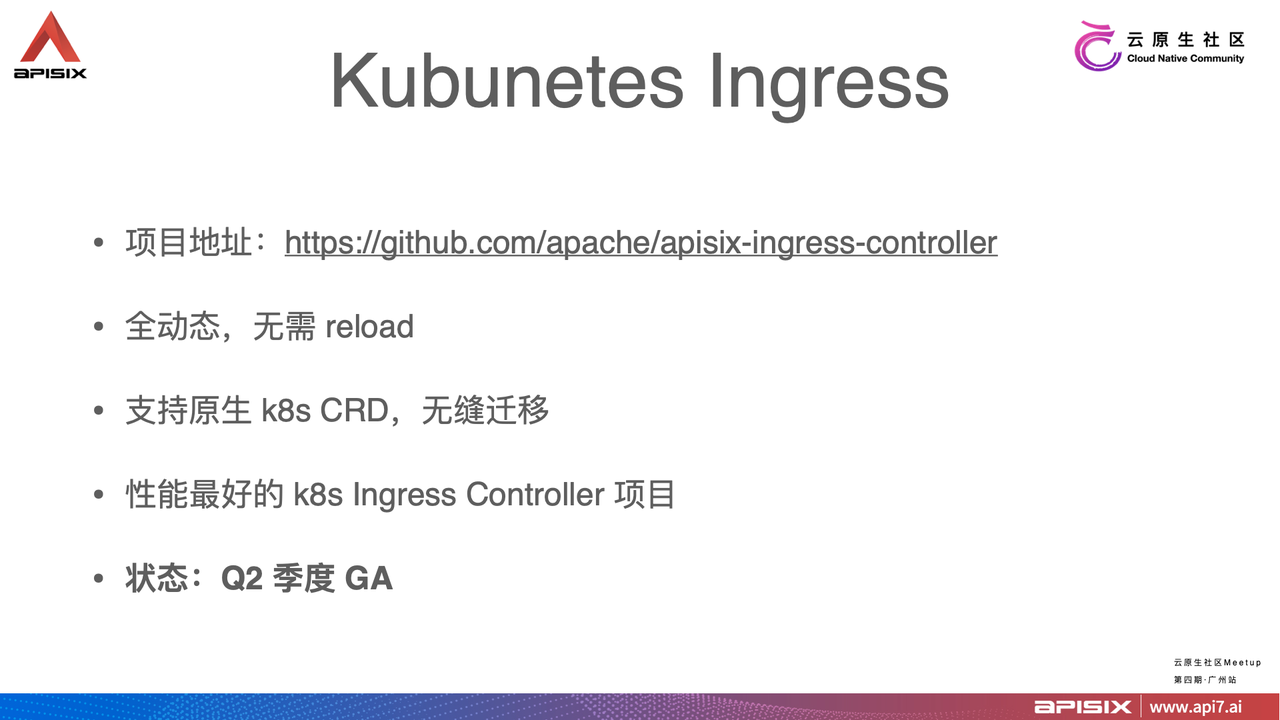 APISIX
云原生社区
Cloud Native Community
Kubunetes Ingress
• 项目地址：https://github.com/apache/apisix-ingress-controller
• 全动态，无需 reload
• 支持原生 k8s CRD，无缝迁移
• 性能最好的 k8s Ingress Controller 项目
• 状态：Q2 季度 GA
云原生社区Meetup
第四期·广州站
APISIX | www.api7.ai